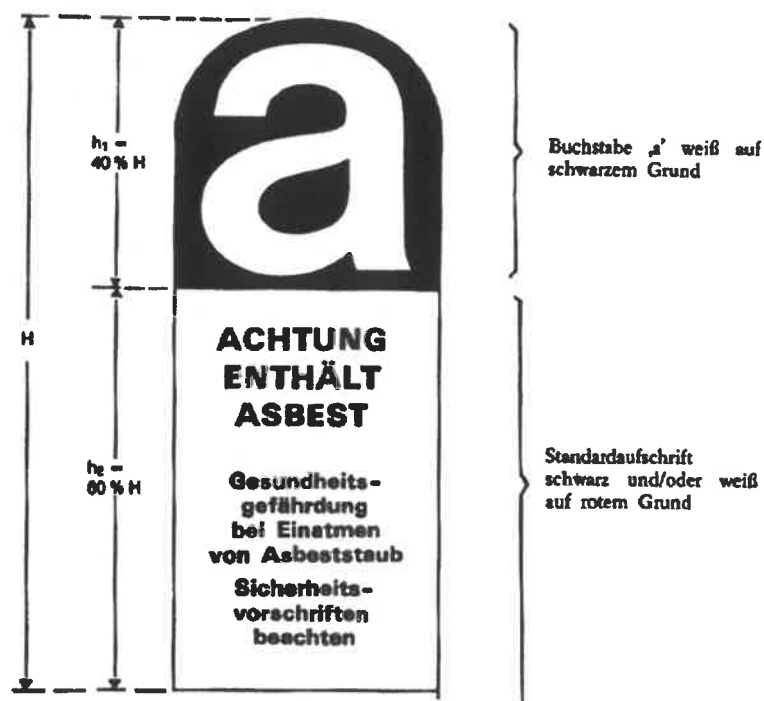 h₁ =
40 % H
H
h₂ =
60 % H
a
ACHTUNG
ENTHÄLT
ASBEST
Gesundheits-
gefährdung
bei Einatmen
von Asbeststaub
Sicherheits-
vorschriften
beachten
Buchstabe ‚a’ weiß auf
schwarzem Grund
Standardaufschrift
schwarz und/oder weiß
auf rotem Grund